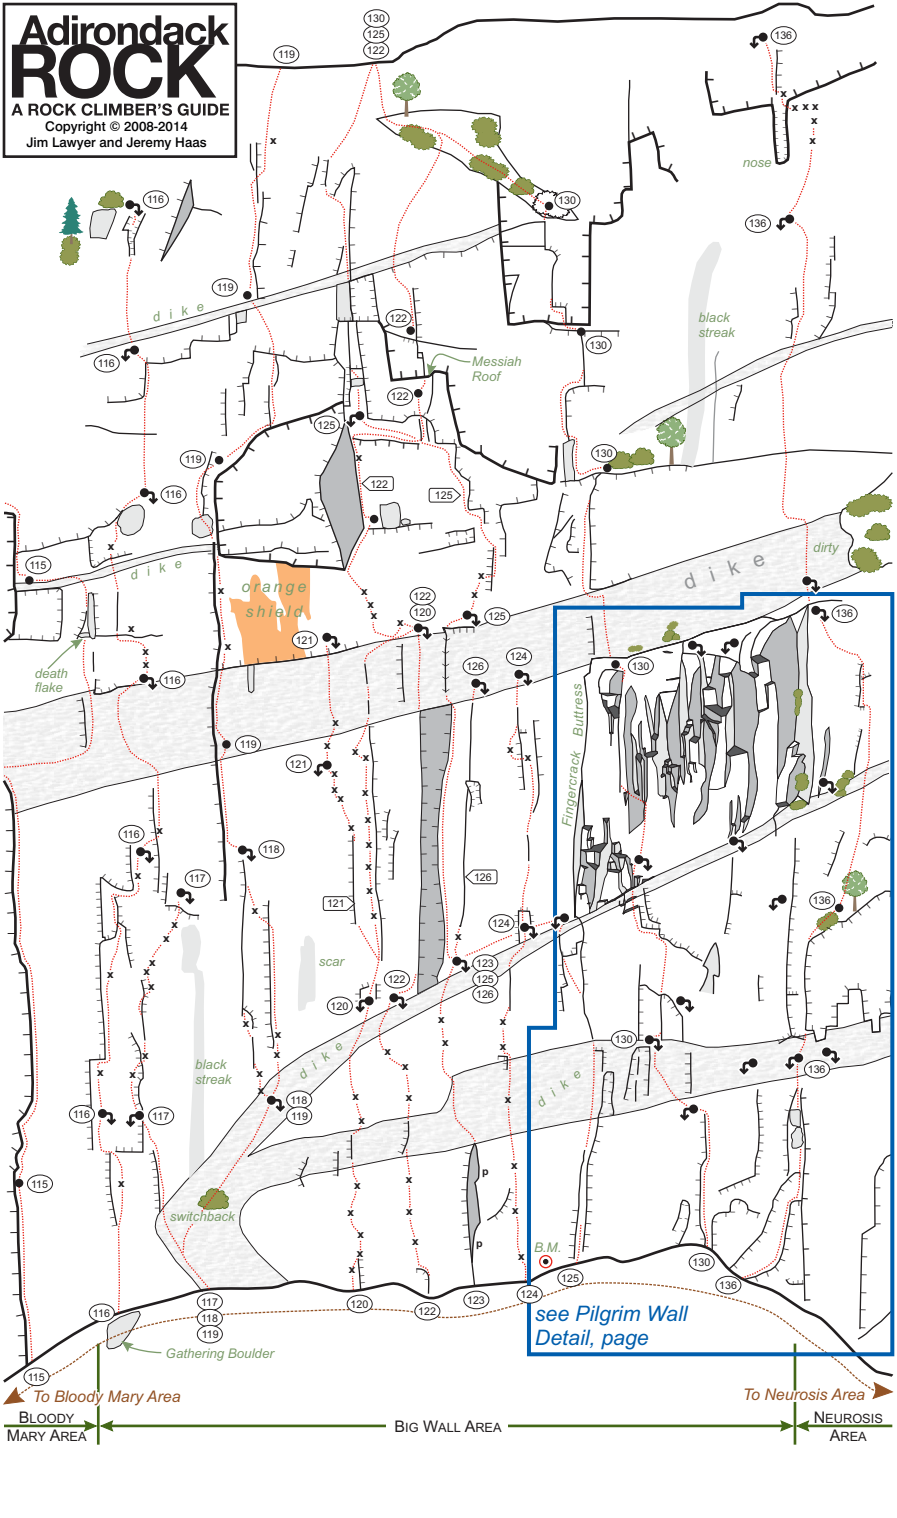 Adirondack
ROCK
A ROCK CLIMBER'S GUIDE
Copyright © 2008-2014
Jim Lawyer and Jeremy Haas
119
130
125
122
136
nose
116
130
136
119
dike
122
130
black
streak
116
Messiah
Roof
122
125
119
130
122
125
116
115
dike
dike
dirty
orange
shield
122
120
125
136
121
death
flake
116
126
124
130
Fingercrack Buttress
119
121
116
118
117
126
121
136
124
scar
123
125
126
122
120
130
dike
black
streak
136
dike
118
119
116
117
115
p
switchback
p
B.M.
125
130
136
124
116
117
118
119
120
122
123
see Pilgrim Wall
Detail, page
Gathering Boulder
115
To Bloody Mary Area
To Neurosis Area
BLOODY
MARY AREA
BIG WALL AREA
NEUROSIS
AREA